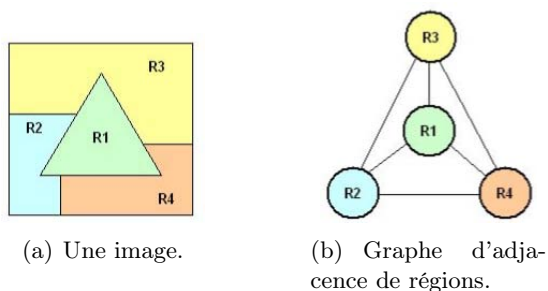 R3
R2
R1
R4
(a) Une image.
R3
R1
R2
R4
(b) Graphe d'adja-
cence de régions.